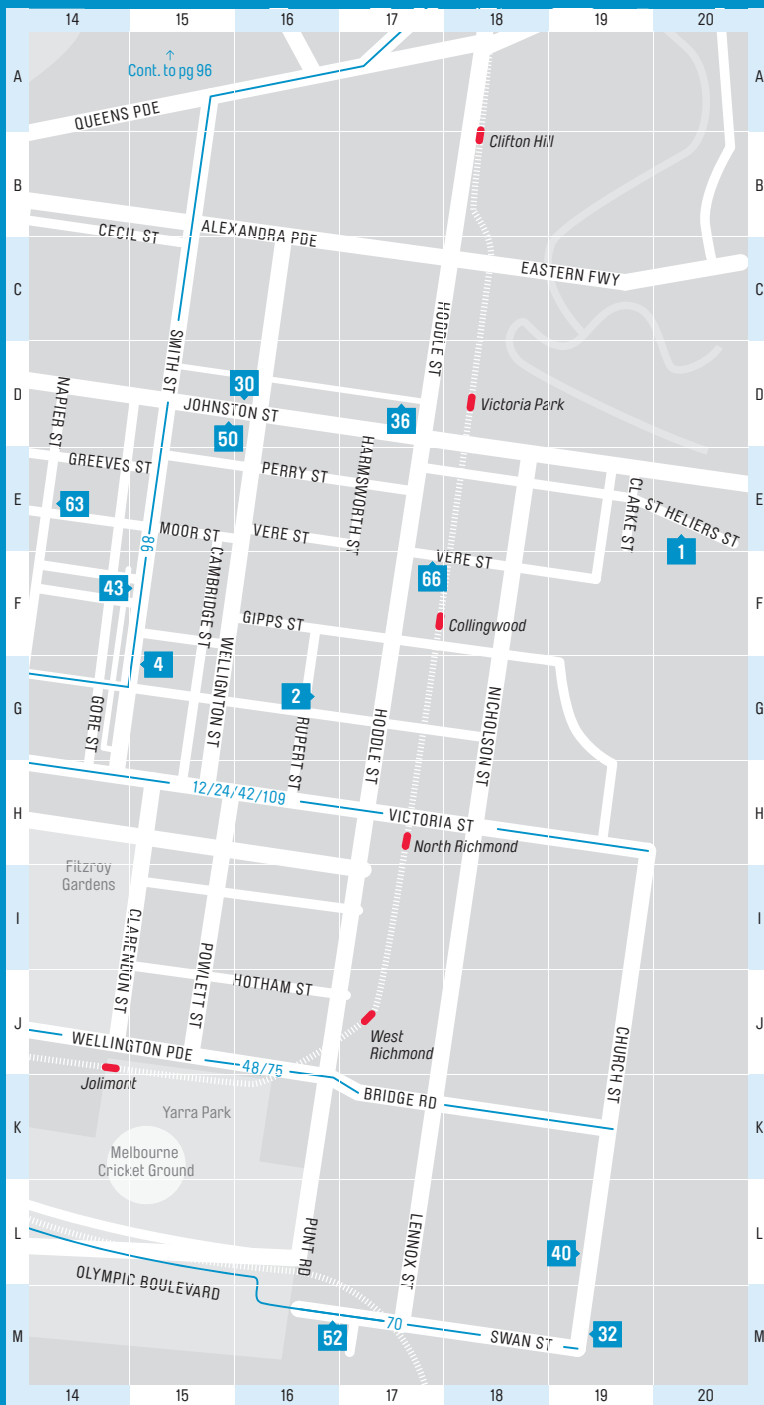 14 15 16 17 18 19 20
A
A
↑
Cont. to pg 96
QUEENS PDE
Clifton Hill
B
B
CECIL ST
ALEXANDRA PDE
EASTERN FWY
C
C
HODDLE ST
SMITH ST
30
D
D
NAPIER ST
JOHNSTON ST
36
Victoria Park
50
GREEVES ST
PERRY ST
HARMSWORTH ST
CLARKE ST
E
E
63
ST HELIERS ST
MOOR ST
VERE ST
86
1
VERE ST
CAMBRIDGE ST
66
F
F
43
GIPPS ST
Collingwood
WELLIGNTON ST
4
2
G
G
GORE ST
RUPERT ST
HODDLE ST
NICHOLSON ST
12/24/42/109
H
H
VICTORIA ST
North Richmond
Fitzroy
Gardens
I
I
CLARENDON ST
POWLETT ST
HOTHAM ST
J
J
WELLINGTON PDE
West
Richmond
CHURCH ST
48/75
Jolimont
BRIDGE RD
Yarra Park
K
K
Melbourne
Cricket Ground
L
L
PUNT RD
LENNOX ST
40
OLYMPIC BOULEVARD
M
M
52
70
SWAN ST
32
14 15 16 17 18 19 20